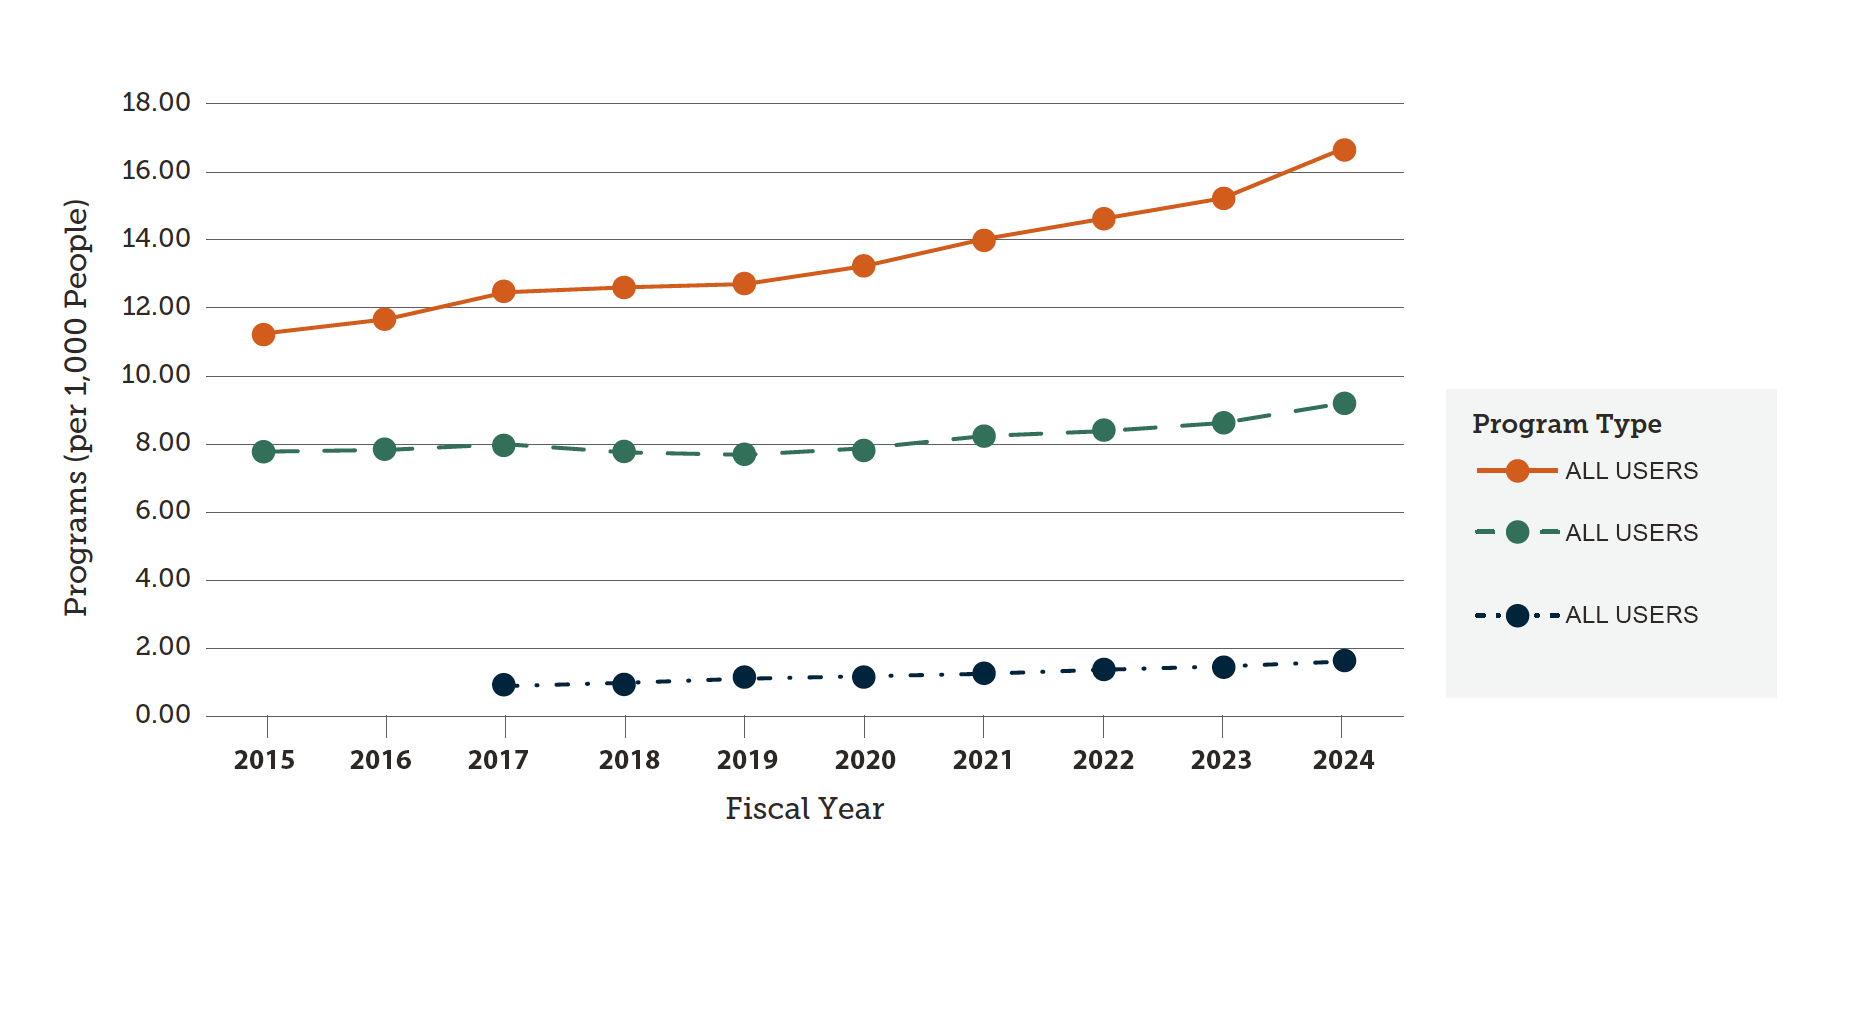 18.00
16.00
14.00
12.00
10.00
8.00
6.00
4.00
2.00
0.00
Programs (per 1,000 People)
2015 2016 2017 2018 2019 2020 2021 2022 2023 2024
Fiscal Year
Program Type
ALL USERS
ALL USERS
ALL USERS